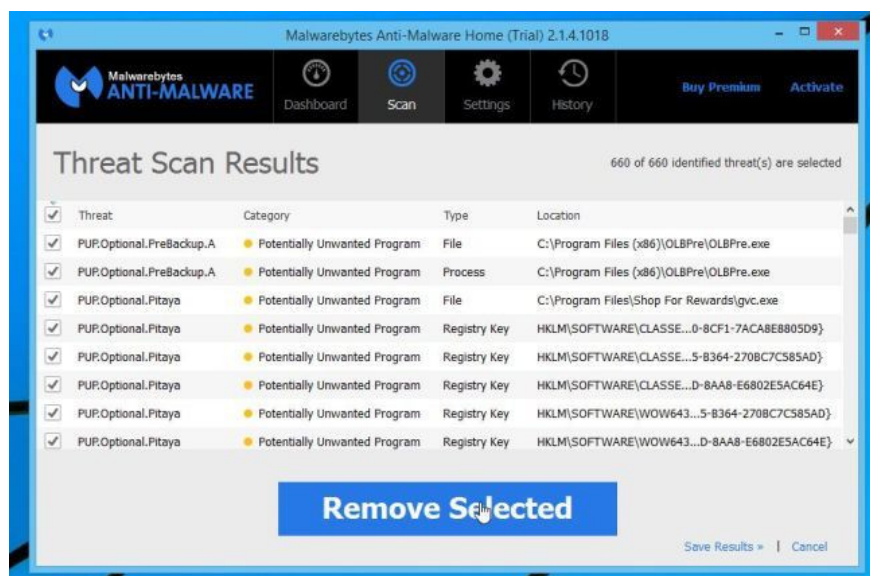 Malwarebytes Anti-Malware Home (Trial) 2.1.4.1018
Malwarebytes
ANTI-MALWARE
Dashboard
Scan
Settings
History
Buy Premium
Activate
Threat Scan Results
660 of 660 identified threat(s) are selected
Threat Category Type Location
PUP.Optional.PreBackup.A Potentially Unwanted Program File C:\Program Files (x86)\OLBPre\OLBPre.exe
PUP.Optional.PreBackup.A Potentially Unwanted Program Process C:\Program Files (x86)\OLBPre\OLBPre.exe
PUP.Optional.Pitaya Potentially Unwanted Program File C:\Program Files\Shop For Rewards\gvc.exe
PUP.Optional.Pitaya Potentially Unwanted Program Registry Key HKLM\SOFTWARE\CLASSE...0-8CF1-7ACA8E8805D9}
PUP.Optional.Pitaya Potentially Unwanted Program Registry Key HKLM\SOFTWARE\CLASSE...5-B364-270BC7C585AD}
PUP.Optional.Pitaya Potentially Unwanted Program Registry Key HKLM\SOFTWARE\CLASSE...D-8AA8-E6802E5AC64E}
PUP.Optional.Pitaya Potentially Unwanted Program Registry Key HKLM\SOFTWARE\WOW643...5-B364-270BC7C585AD}
PUP.Optional.Pitaya Potentially Unwanted Program Registry Key HKLM\SOFTWARE\WOW643...D-8AA8-E6802E5AC64E}
Remove Selected
Save Results » | Cancel